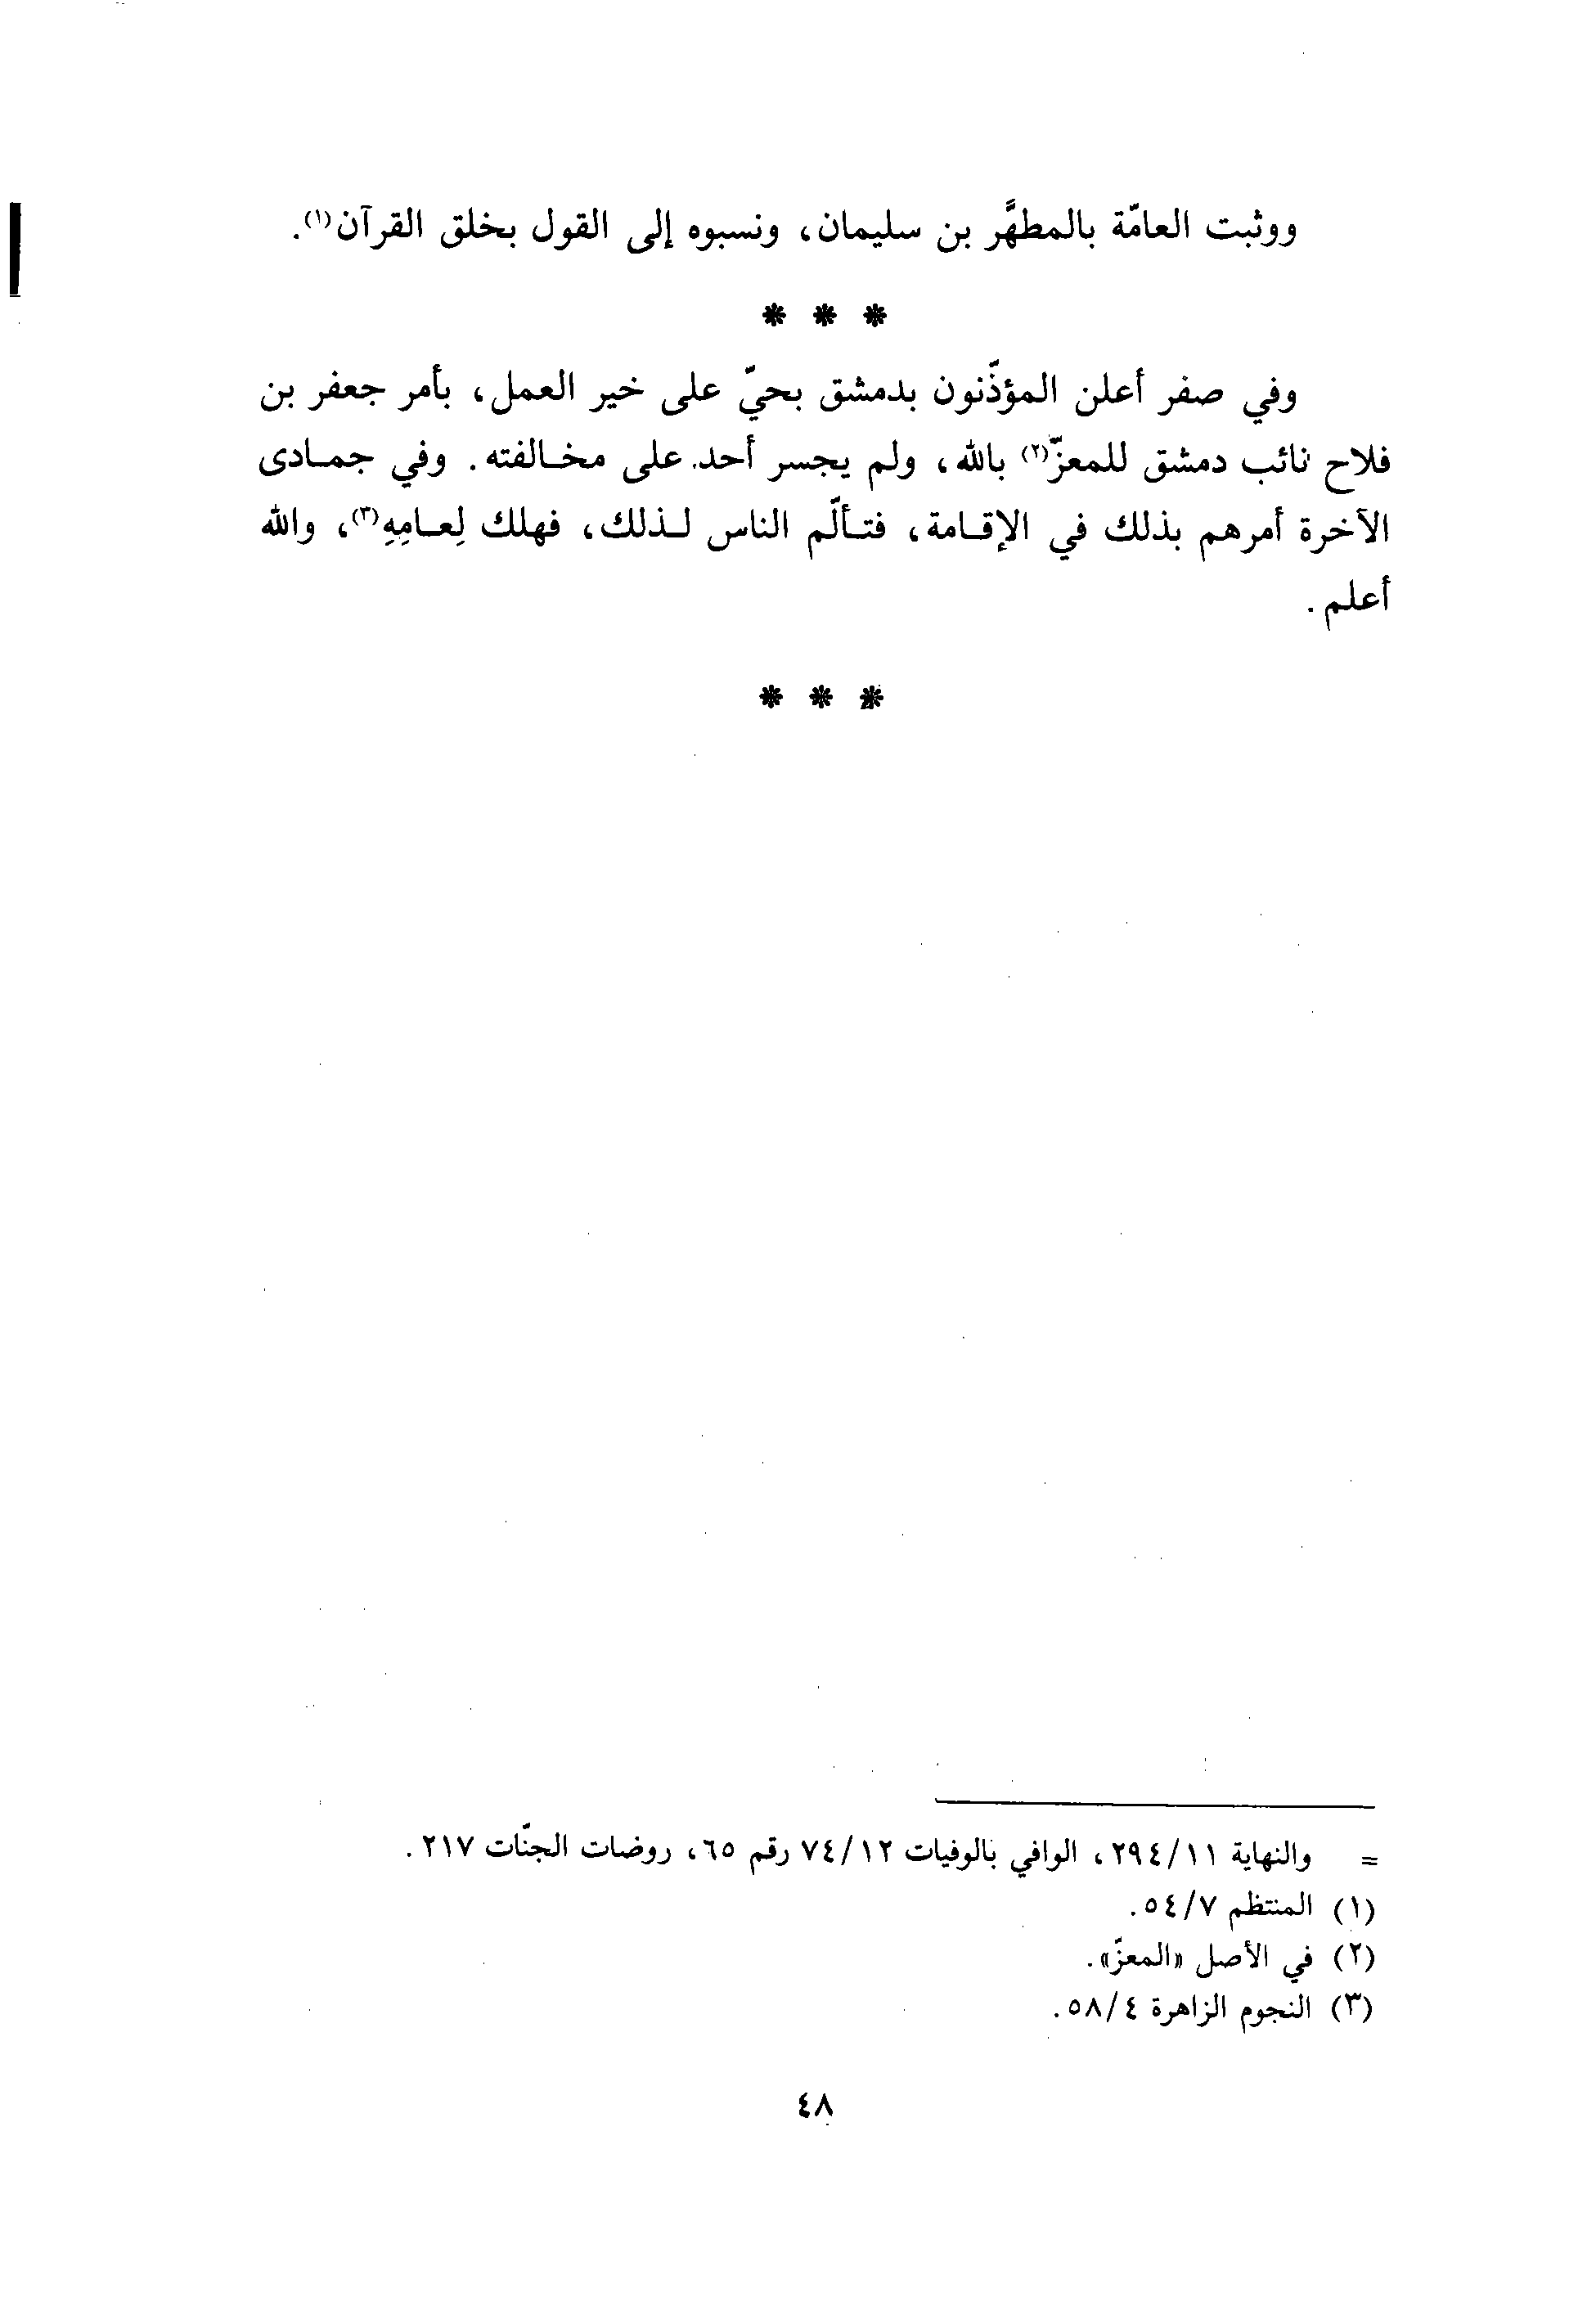 ووثبت العامّة بالمطهَّر بن سليمان، ونسبوه إلى القول بخلق القرآن(١).
* * *
وفي صفر أعلن المؤذّنون بدمشق بحيّ على خير العمل، بأمر جعفر بن
فلاح نائب دمشق للمعزّ(٢) بالله، ولم يجسر أحد على مخالفته. وفي جمادى
الآخرة أمرهم بذلك في الإقامة، فتألّم الناس لذلك، فهلك لِعامِهِ(٣)، والله
أعلم.
* * *
= والنهاية ٢٩٤/١١، الوافي بالوفيات ٧٤/١٢ رقم ٦٥، روضات الجنّات ٢١٧.
(١) المنتظم ٥٤/٧.
(٢) في الأصل «المعزّ».
(٣) النجوم الزاهرة ٥٨/٤.
٤٨